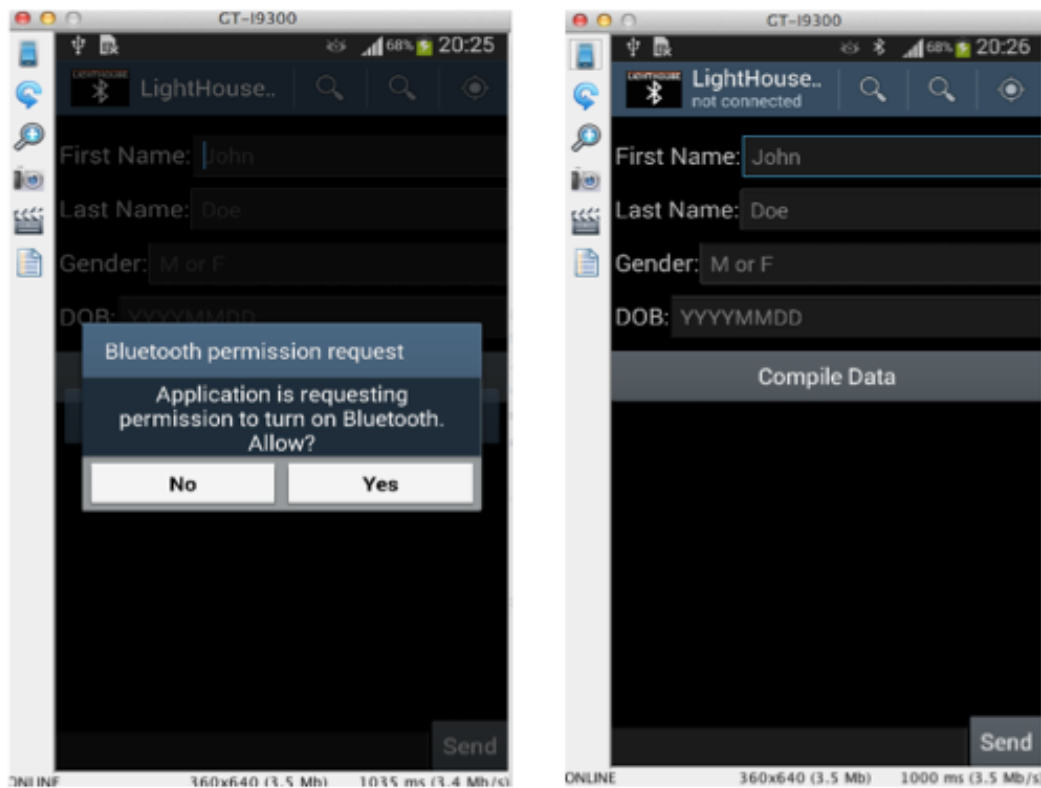 GT-I9300
68% 20:25
LIGHTHOUSE
LightHouse..
First Name: John
Last Name: Doe
Gender: M or F
DOB: YYYYMMDD
Bluetooth permission request
Application is requesting
permission to turn on Bluetooth.
Allow?
No Yes
Send
ONLINE 360x640 (3.5 Mb) 1035 ms (3.4 Mb/s)
GT-I9300
68% 20:26
LIGHTHOUSE
LightHouse..
not connected
First Name: John
Last Name: Doe
Gender: M or F
DOB: YYYYMMDD
Compile Data
Send
ONLINE 360x640 (3.5 Mb) 1000 ms (3.5 Mb/s)